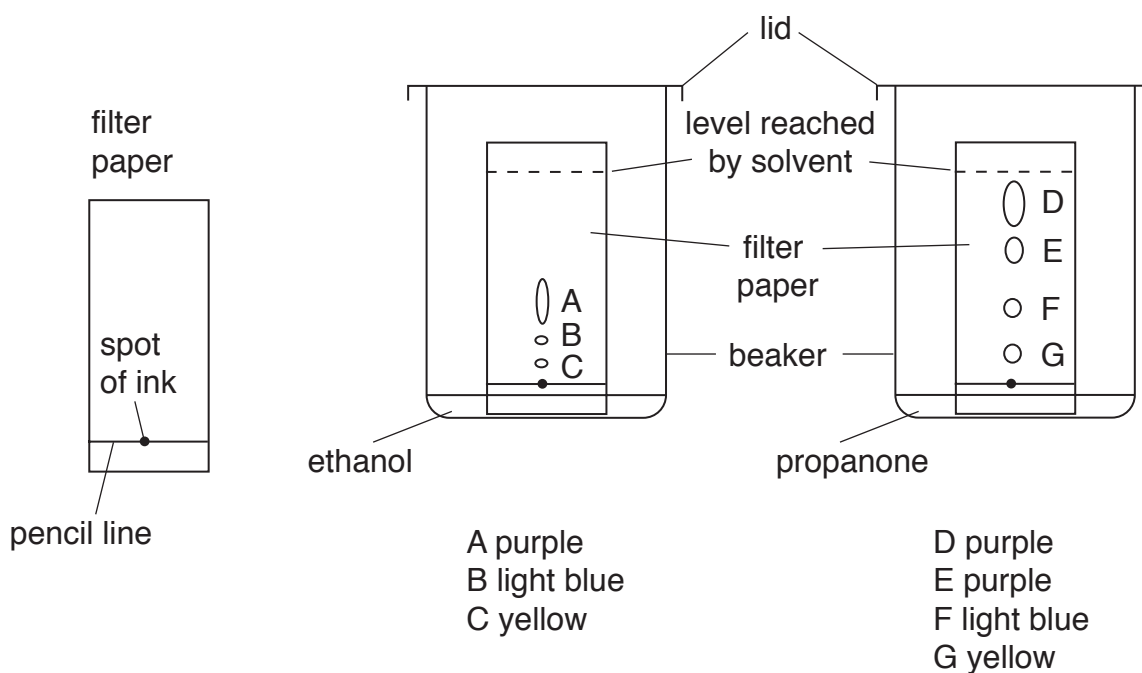 lid
filter
paper
level reached
by solvent
spot
of ink
A
B
C
D
E
F
G
filter
paper
beaker
ethanol
propanone
pencil line
A purple
B light blue
C yellow
D purple
E purple
F light blue
G yellow